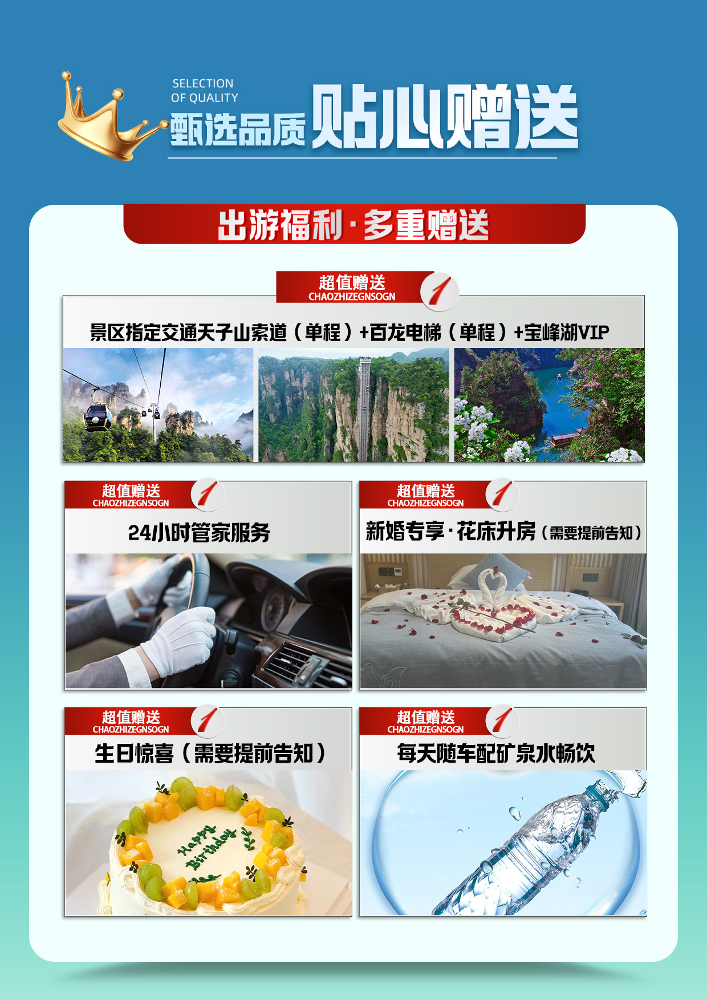 SELECTION
OF QUALITY
甄选品质 贴心赠送
出游福利·多重赠送
超值赠送
CHAOZHIZEGNSOGN
1
景区指定交通天子山索道（单程）+百龙电梯（单程）+宝峰湖VIP
超值赠送
CHAOZHIZEGNSOGN
1
24小时管家服务
超值赠送
CHAOZHIZEGNSOGN
1
新婚专享·花床升房（需要提前告知）
超值赠送
CHAOZHIZEGNSOGN
1
生日惊喜（需要提前告知）
Happy
Birthday
超值赠送
CHAOZHIZEGNSOGN
1
每天随车配矿泉水畅饮